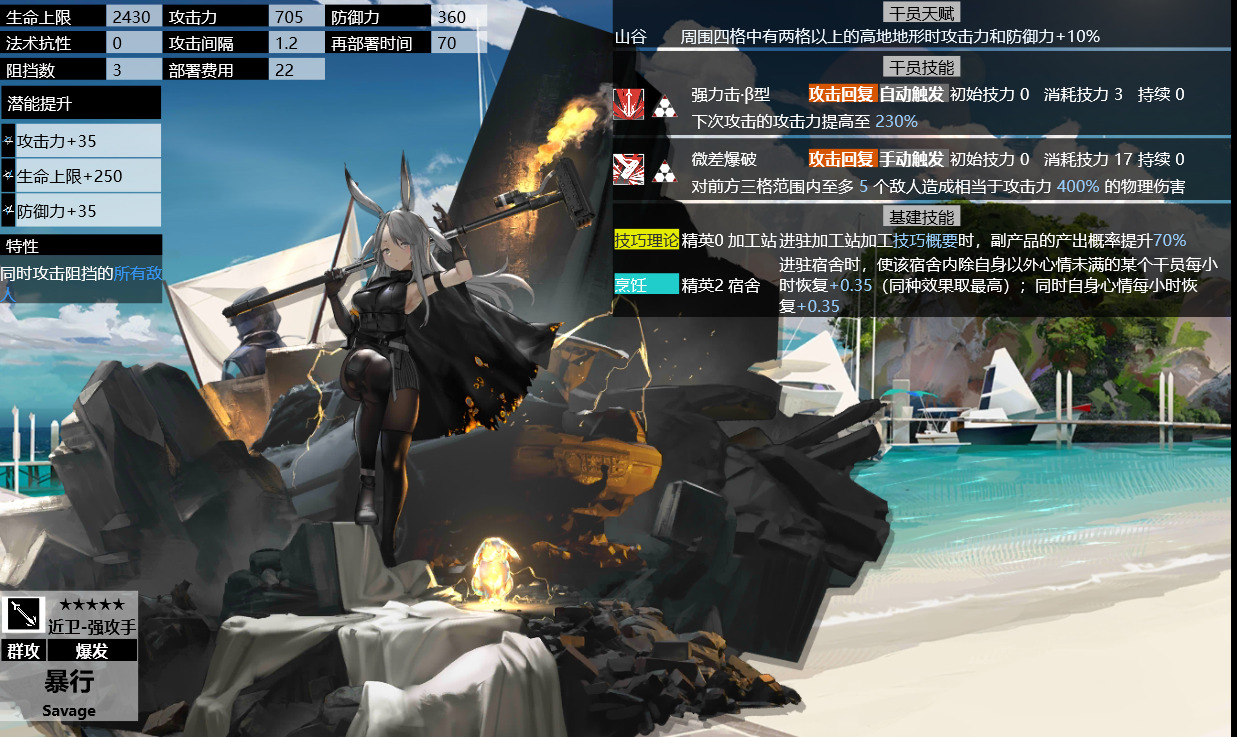 生命上限 2430 攻击力 705 防御力 360
法术抗性 0 攻击间隔 1.2 再部署时间 70
阻挡数 3 部署费用 22
潜能提升
攻击力+35
生命上限+250
防御力+35
特性
同时攻击阻挡的所有敌
人
干员天赋
山谷 周围四格中有两格以上的高地地形时攻击力和防御力+10%
干员技能
强力击·β型 攻击回复 自动触发 初始技力 0 消耗技力 3 持续 0
下次攻击的攻击力提高至 230%
微差爆破 攻击回复 手动触发 初始技力 0 消耗技力 17 持续 0
对前方三格范围内至多 5 个敌人造成相当于攻击力 400% 的物理伤害
基建技能
技巧理论 精英0 加工站 进驻加工站加工技巧概要时，副产品的产出概率提升70%
进驻宿舍时，使该宿舍内除自身以外心情未满的某个干员每小
烹饪 精英2 宿舍 时恢复+0.35（同种效果取最高）；同时自身心情每小时恢
复+0.35
★★★★★
近卫-强攻手
群攻 爆发
暴行
Savage